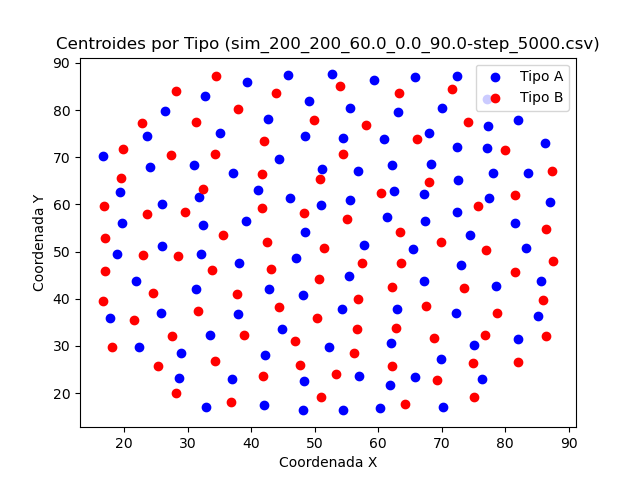 Centroides por Tipo (sim_200_200_60.0_0.0_90.0-step_5000.csv)
Tipo A
Tipo B
90
80
70
60
50
40
30
20
Coordenada Y
20 30 40 50 60 70 80 90
Coordenada X